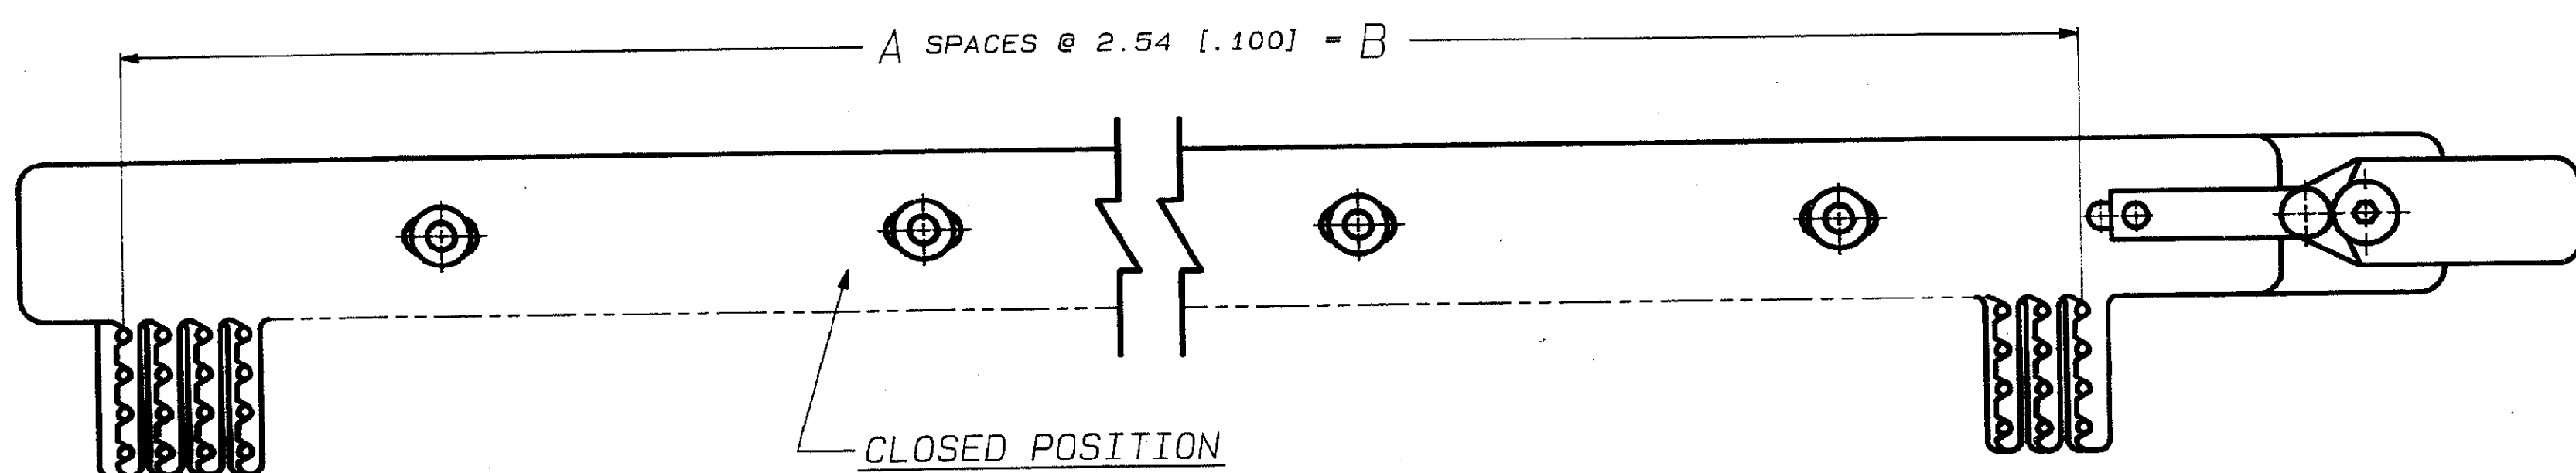 A SPACES @ 2.54 [.100] = B
CLOSED POSITION